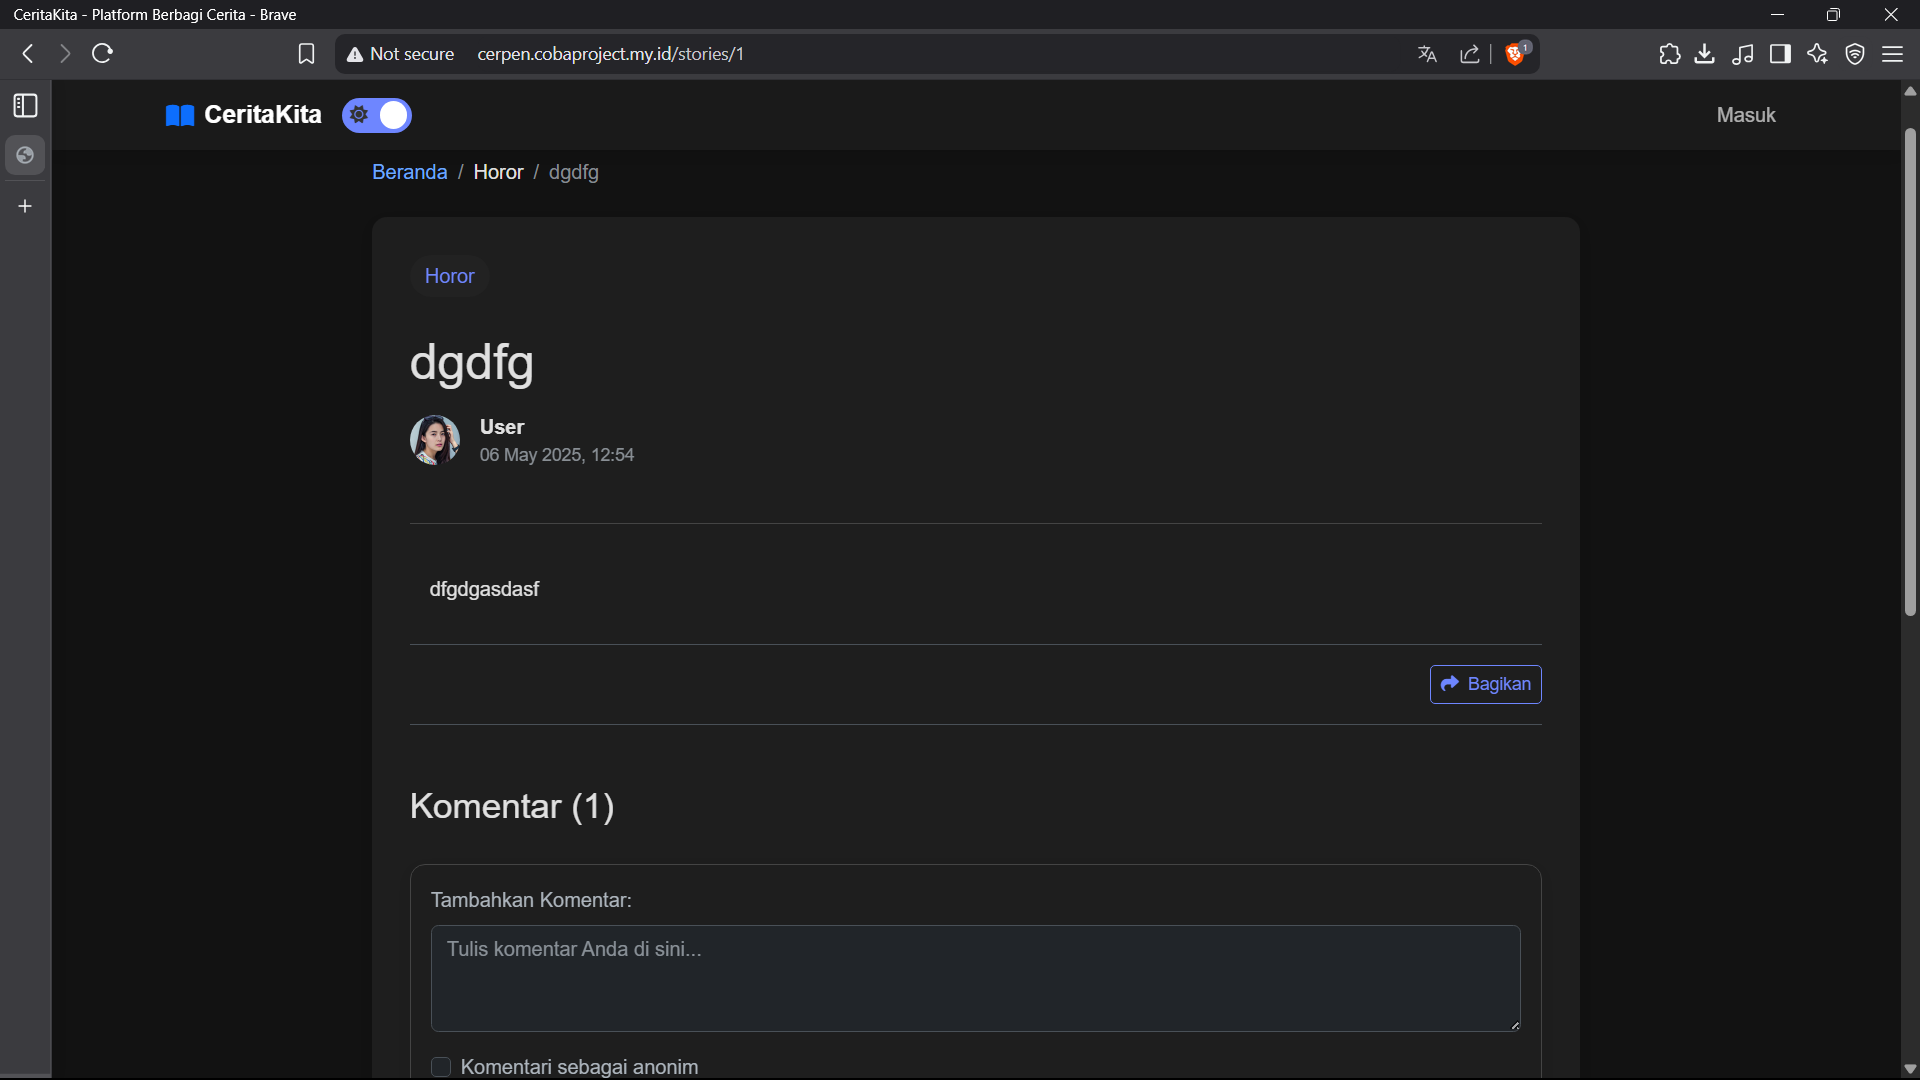 CeritaKita - Platform Berbagi Cerita - Brave
Not secure cerpen.cobaproject.my.id/stories/1
1
CeritaKita
Masuk
Beranda / Horor / dgdfg
Horor
dgdfg
User
06 May 2025, 12:54
dfgdgasdasf
Bagikan
Komentar (1)
Tambahkan Komentar:
Tulis komentar Anda di sini...
Komentari sebagai anonim